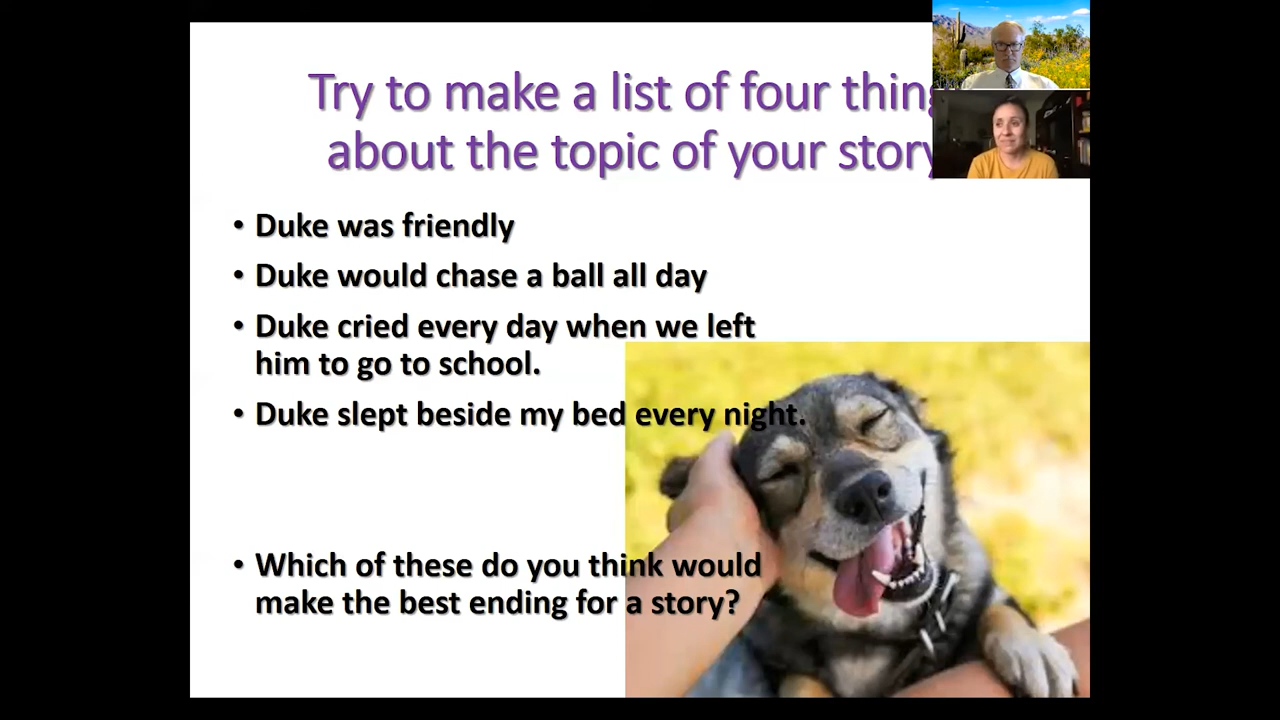 Try to make a list of four thing
about the topic of your story
• Duke was friendly
• Duke would chase a ball all day
• Duke cried every day when we left
him to go to school.
• Duke slept beside my bed every night.
• Which of these do you think would
make the best ending for a story?